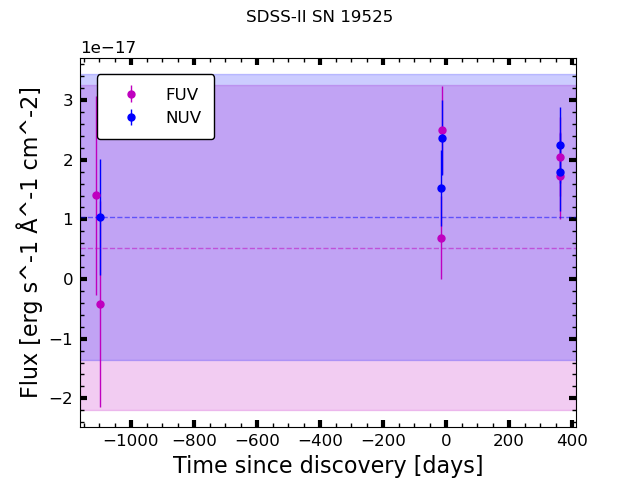 SDSS-II SN 19525
1e−17
FUV
NUV
3
2
1
0
−1
−2
Flux [erg s^-1 Å^-1 cm^-2]
−1000 −800 −600 −400 −200 0 200 400
Time since discovery [days]